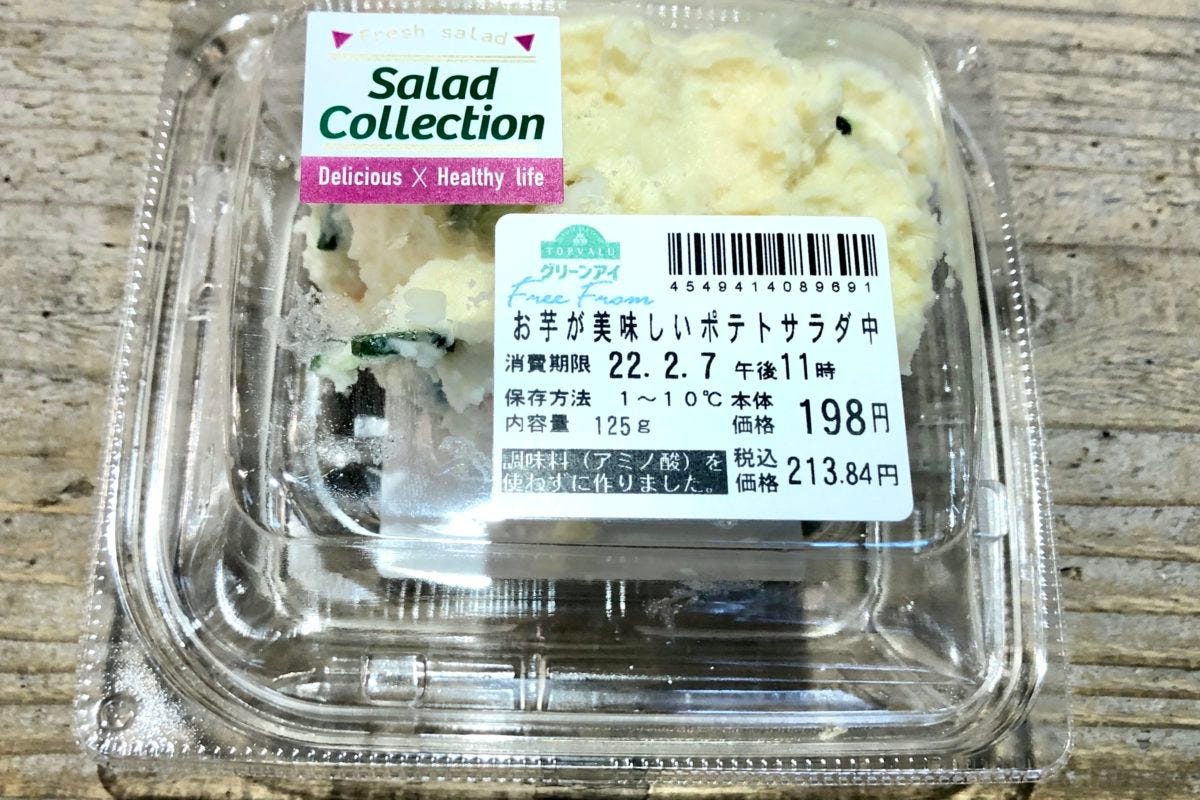 Fresh salad
Salad
Collection
Delicious X Healthy life
TOPVALU
グリーンアイ
Free From
4549414089691
お芋が美味しいポテトサラダ中
消費期限 22.2.7 午後11時
保存方法 1〜10℃
内容量 125g
本体価格 198円
調味料(アミノ酸)を
使わずに作りました。
税込価格 213.84円